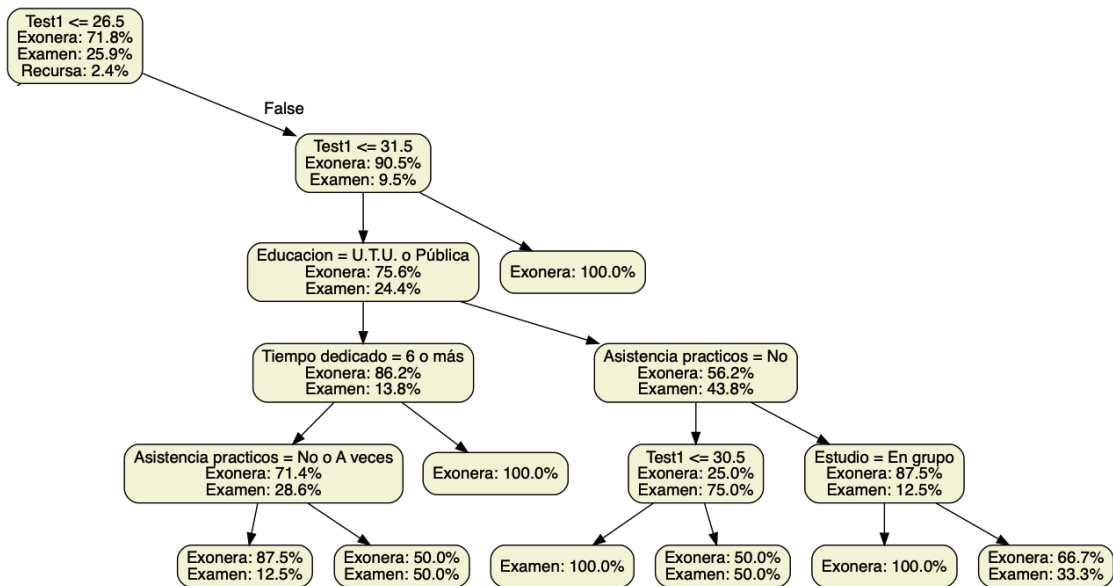 Test1 <= 26.5
Exonera: 71.8%
Examen: 25.9%
Recursa: 2.4%
False
Test1 <= 31.5
Exonera: 90.5%
Examen: 9.5%
Educacion = U.T.U. o Pública
Exonera: 75.6%
Examen: 24.4%
Exonera: 100.0%
Tiempo dedicado = 6 o más
Exonera: 86.2%
Examen: 13.8%
Asistencia practicos = No
Exonera: 56.2%
Examen: 43.8%
Asistencia practicos = No o A veces
Exonera: 71.4%
Examen: 28.6%
Exonera: 100.0%
Test1 <= 30.5
Exonera: 25.0%
Examen: 75.0%
Estudio = En grupo
Exonera: 87.5%
Examen: 12.5%
Exonera: 87.5%
Examen: 12.5%
Exonera: 50.0%
Examen: 50.0%
Examen: 100.0%
Exonera: 50.0%
Examen: 50.0%
Exonera: 100.0%
Exonera: 66.7%
Examen: 33.3%